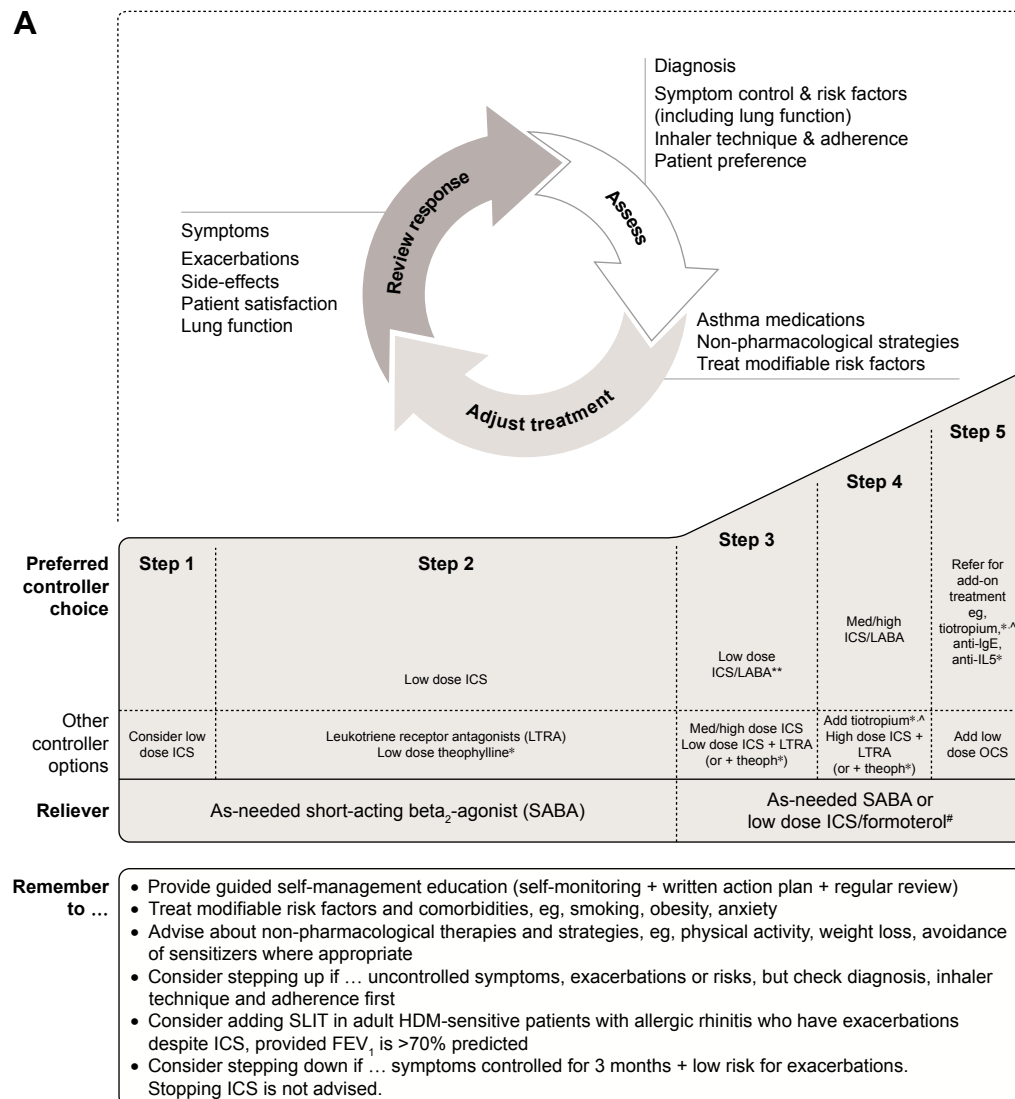 A
Diagnosis
Symptom control & risk factors
(including lung function)
Inhaler technique & adherence
Patient preference
Review response
Assess
Adjust treatment
Symptoms
Exacerbations
Side-effects
Patient satisfaction
Lung function
Asthma medications
Non-pharmacological strategies
Treat modifiable risk factors
Preferred
controller
choice
Step 1
Step 2
Low dose ICS
Step 3
Low dose
ICS/LABA**
Step 4
Med/high
ICS/LABA
Step 5
Refer for
add-on
treatment
eg,
tiotropium,*,^
anti-IgE,
anti-IL5*
Other
controller
options
Consider low
dose ICS
Leukotriene receptor antagonists (LTRA)
Low dose theophylline*
Med/high dose ICS
Low dose ICS + LTRA
(or + theoph*)
Add tiotropium*,^
High dose ICS +
LTRA
(or + theoph*)
Add low
dose OCS
Reliever
As-needed short-acting beta₂-agonist (SABA)
As-needed SABA or
low dose ICS/formoterol#
Remember
to …
• Provide guided self-management education (self-monitoring + written action plan + regular review)
• Treat modifiable risk factors and comorbidities, eg, smoking, obesity, anxiety
• Advise about non-pharmacological therapies and strategies, eg, physical activity, weight loss, avoidance
of sensitizers where appropriate
• Consider stepping up if … uncontrolled symptoms, exacerbations or risks, but check diagnosis, inhaler
technique and adherence first
• Consider adding SLIT in adult HDM-sensitive patients with allergic rhinitis who have exacerbations
despite ICS, provided FEV₁ is >70% predicted
• Consider stepping down if … symptoms controlled for 3 months + low risk for exacerbations.
Stopping ICS is not advised.